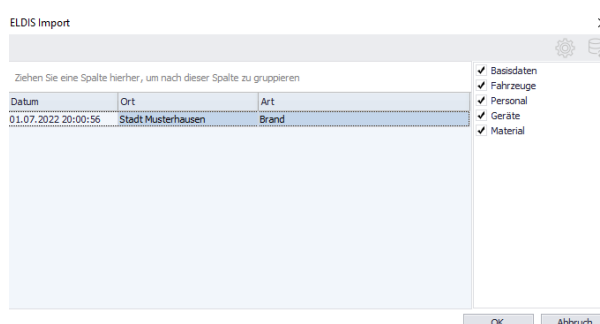 ELDIS Import
Ziehen Sie eine Spalte hierher, um nach dieser Spalte zu gruppieren
Datum Ort Art
01.07.2022 20:00:56 Stadt Musterhausen Brand
Basisdaten
Fahrzeuge
Personal
Geräte
Material
OK Abbruch